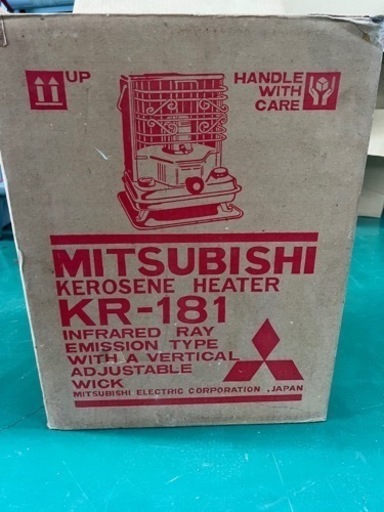 UP
HANDLE
WITH
CARE
MITSUBISHI
KEROSENE HEATER
KR-181
INFRARED RAY
EMISSION TYPE
WITH A VERTICAL
ADJUSTABLE
WICK
MITSUBISHI ELECTRIC CORPORATION, JAPAN